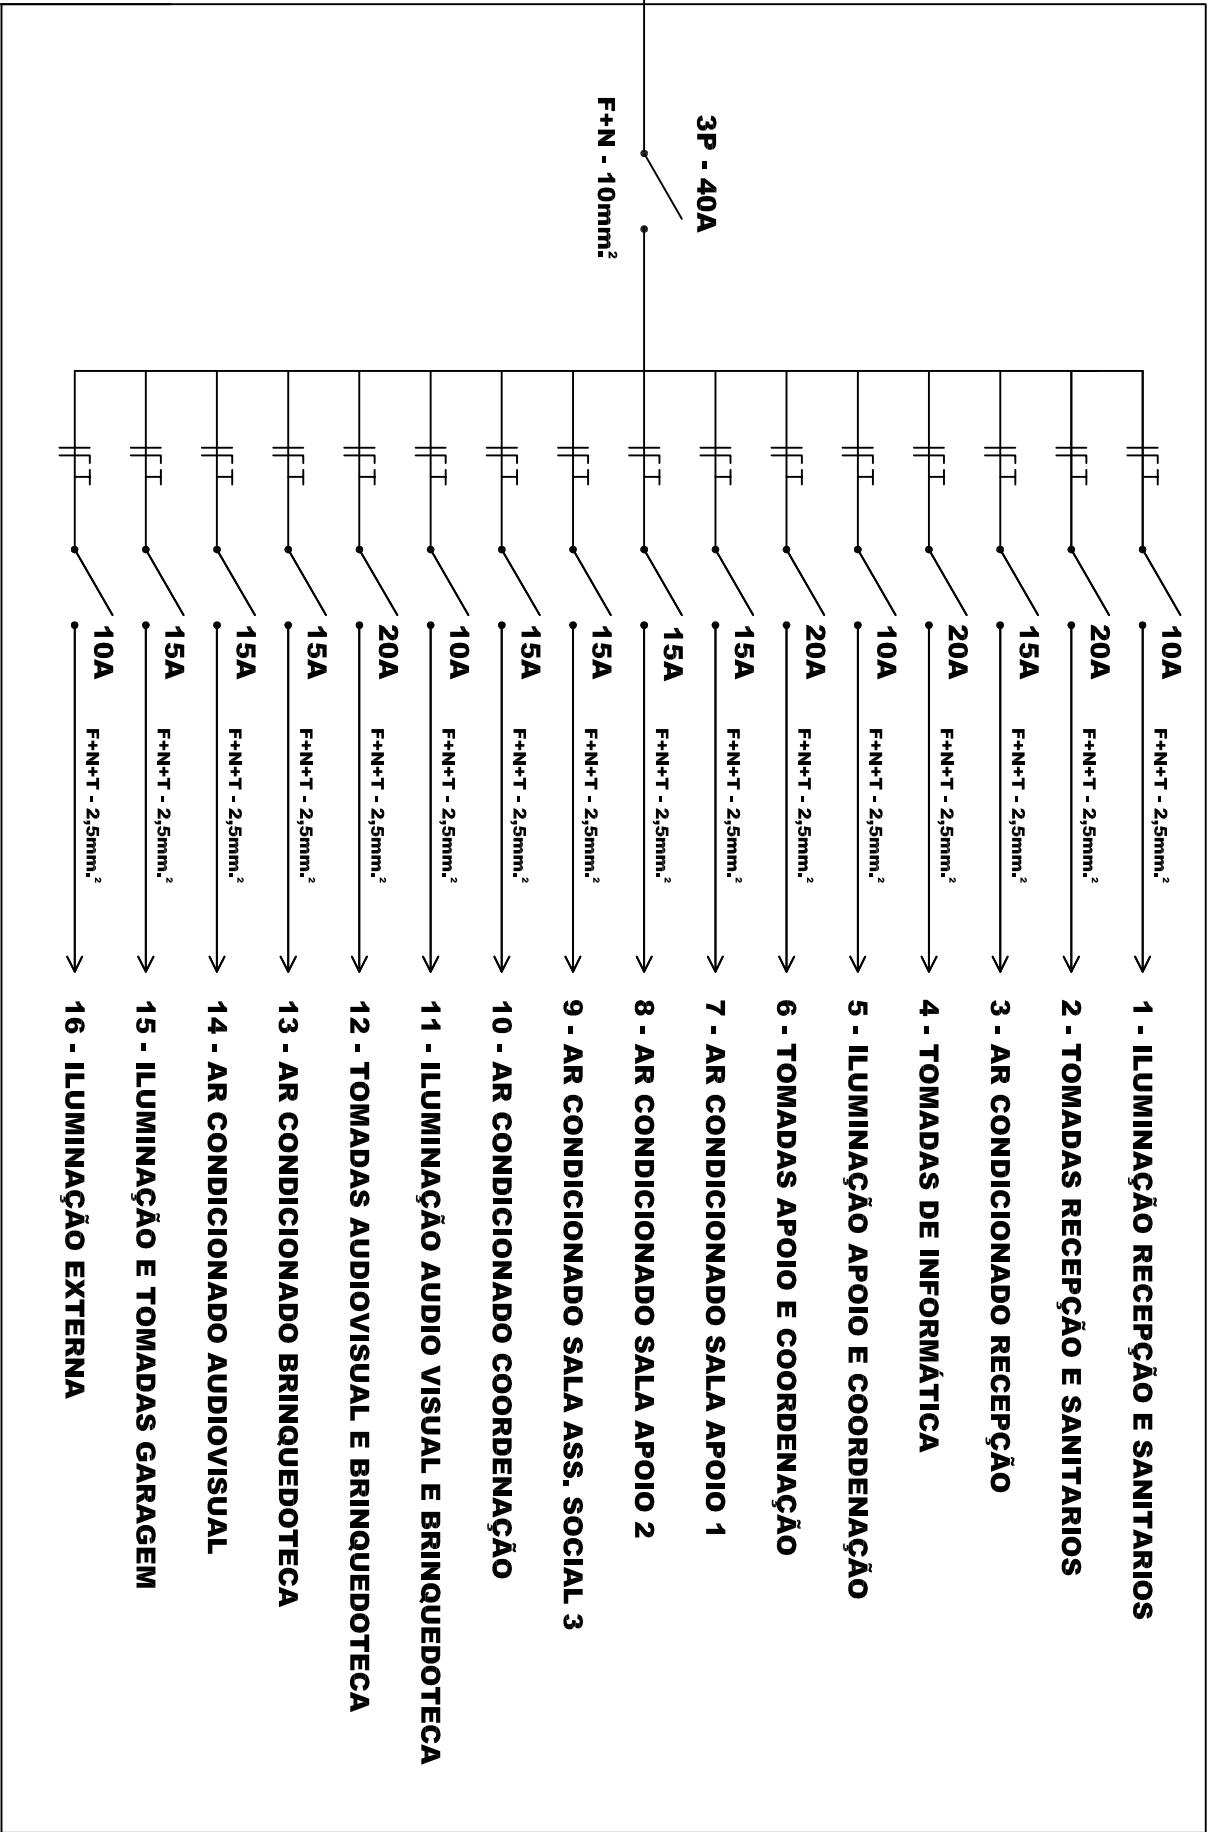 3P - 40A
F+N - 10mm.²
10A
F+N+T - 2,5mm.²
1 - ILUMINAÇÃO RECEPÇÃO E SANITARIOS
20A
F+N+T - 2,5mm.²
2 - TOMADAS RECEPÇÃO E SANITARIOS
15A
F+N+T - 2,5mm.²
3 - AR CONDICIONADO RECEPÇÃO
20A
F+N+T - 2,5mm.²
4 - TOMADAS DE INFORMÁTICA
10A
F+N+T - 2,5mm.²
5 - ILUMINAÇÃO APOIO E COORDENAÇÃO
20A
F+N+T - 2,5mm.²
6 - TOMADAS APOIO E COORDENAÇÃO
15A
F+N+T - 2,5mm.²
7 - AR CONDICIONADO SALA APOIO 1
15A
F+N+T - 2,5mm.²
8 - AR CONDICIONADO SALA APOIO 2
15A
F+N+T - 2,5mm.²
9 - AR CONDICIONADO SALA ASS. SOCIAL 3
15A
F+N+T - 2,5mm.²
10 - AR CONDICIONADO COORDENAÇÃO
10A
F+N+T - 2,5mm.²
11 - ILUMINAÇÃO AUDIO VISUAL E BRINQUEDOTECA
20A
F+N+T - 2,5mm.²
12 - TOMADAS AUDIOVISUAL E BRINQUEDOTECA
15A
F+N+T - 2,5mm.²
13 - AR CONDICIONADO BRINQUEDOTECA
15A
F+N+T - 2,5mm.²
14 - AR CONDICIONADO AUDIOVISUAL
15A
F+N+T - 2,5mm.²
15 - ILUMINAÇÃO E TOMADAS GARAGEM
10A
F+N+T - 2,5mm.²
16 - ILUMINAÇÃO EXTERNA